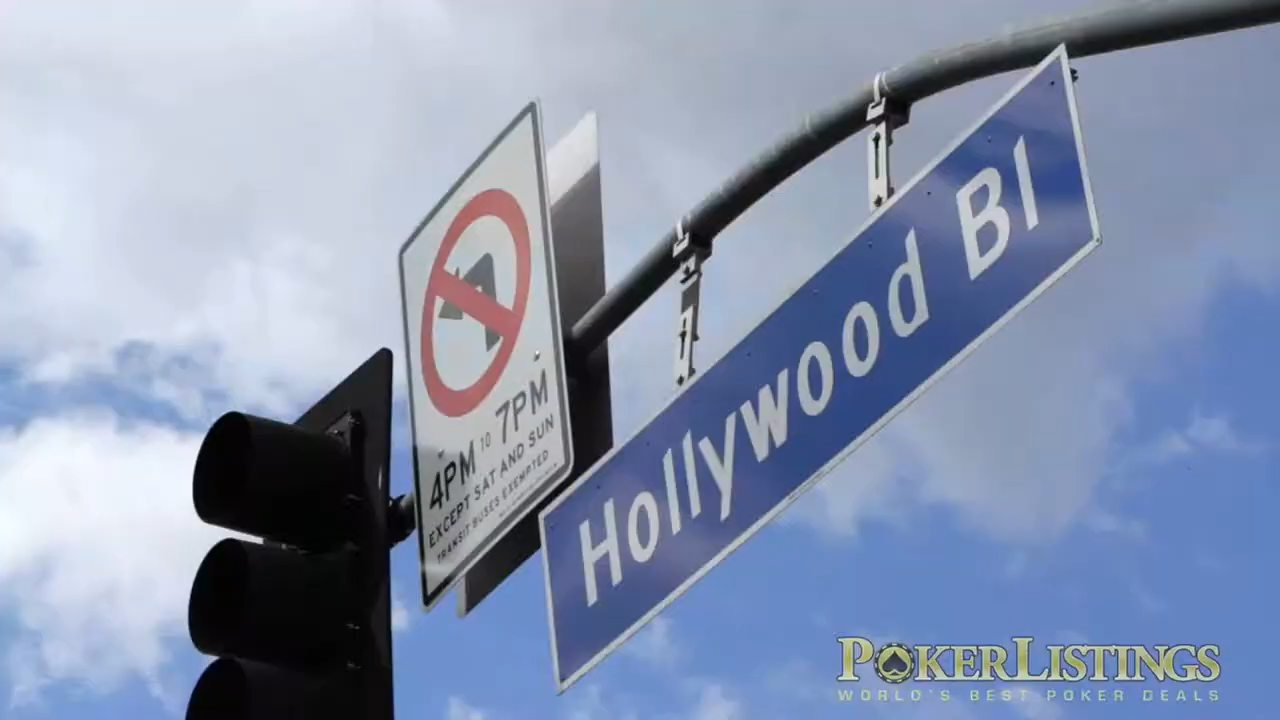 4PM TO 7PM
EXCEPT SAT AND SUN
TRANSIT BUSES EXEMPTED
Hollywood Bl
POKERLISTINGS
WORLD'S BEST POKER DEALS